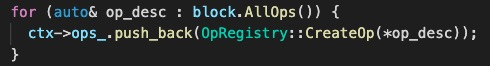 for (auto& op_desc : block.AllOps()) {
  ctx->ops_.push_back(OpRegistry::CreateOp(*op_desc));
}